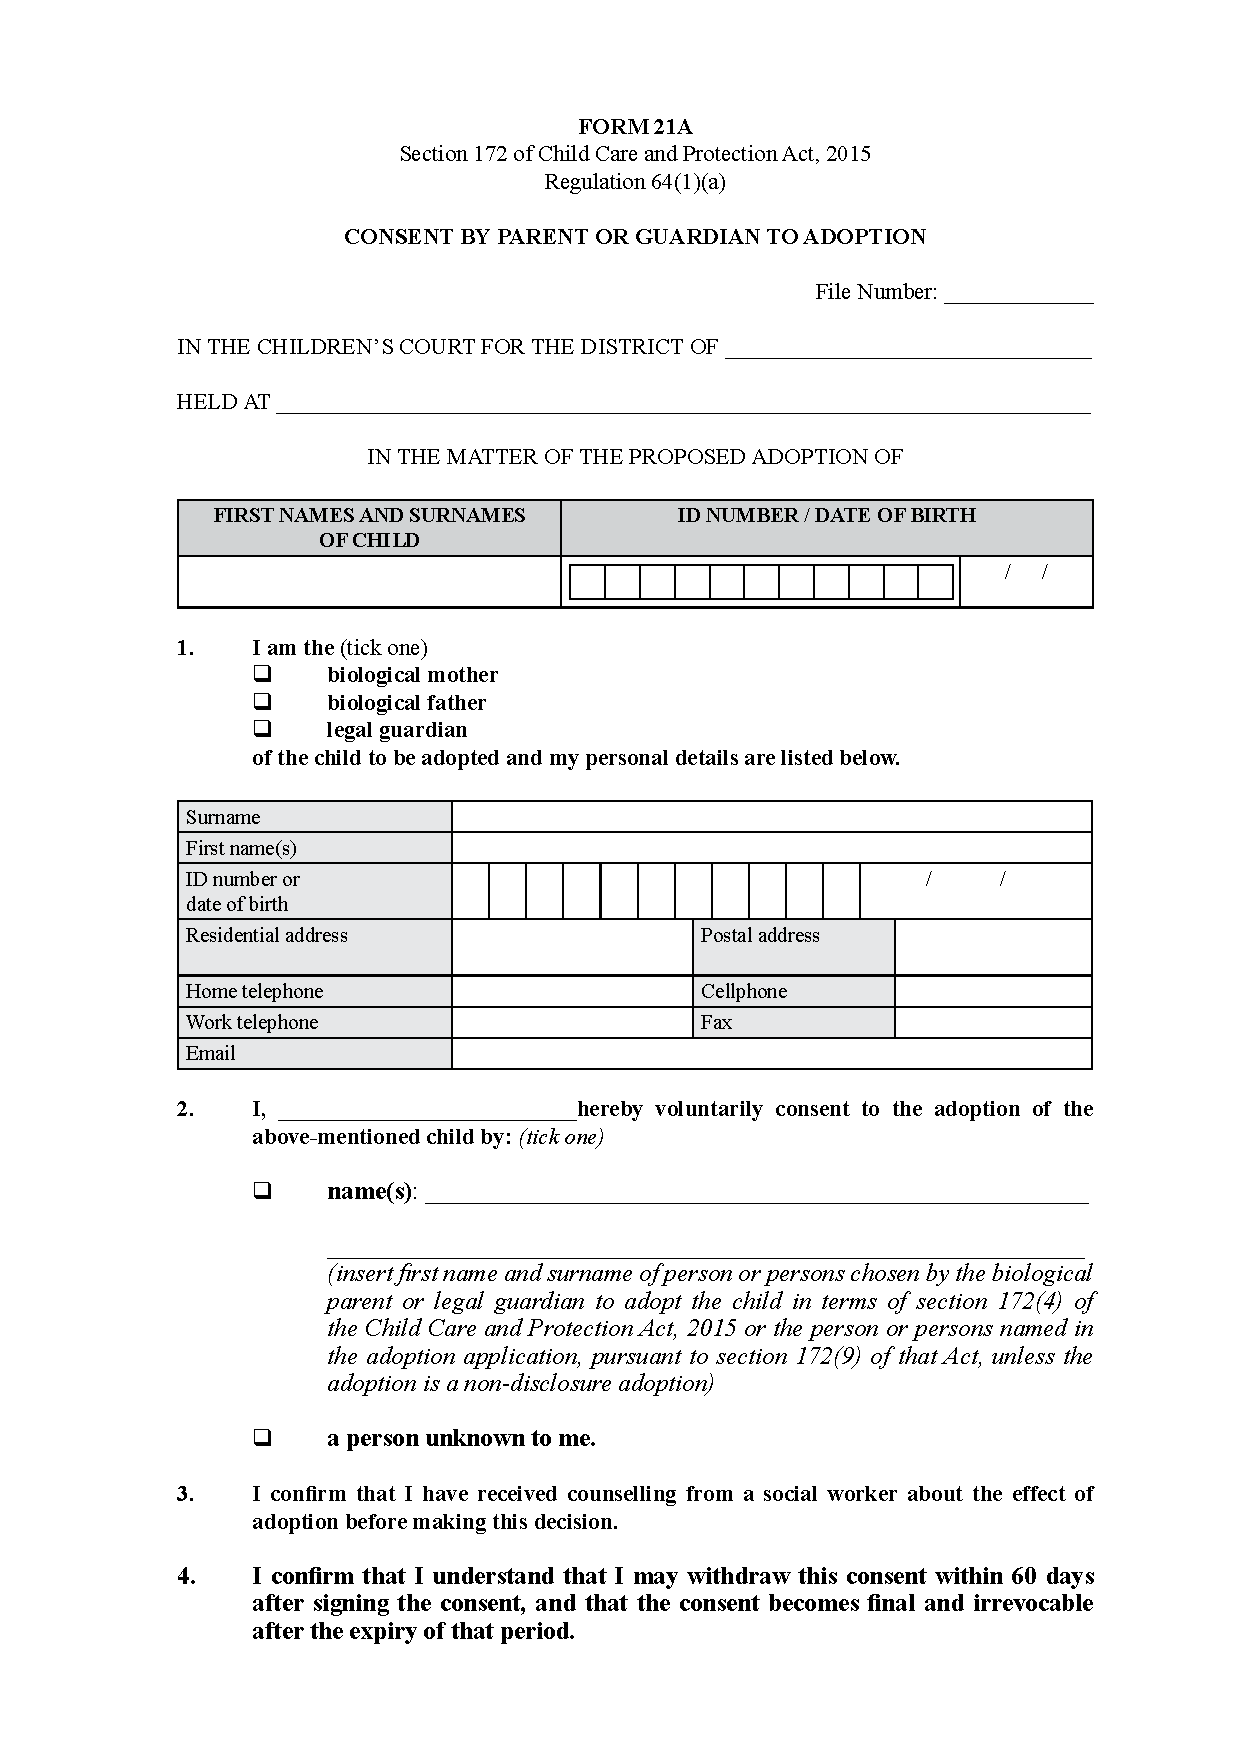 FORM 21A
Section 172 of Child Care and Protection Act, 2015
Regulation 64(1)(a)
CONSENT BY PARENT OR GUARDIAN TO ADOPTION
File Number: _____________
IN THE CHILDREN'S COURT FOR THE DISTRICT OF ________________________________
HELD AT _______________________________________________________________________
IN THE MATTER OF THE PROPOSED ADOPTION OF
FIRST NAMES AND SURNAMES
OF CHILD
ID NUMBER / DATE OF BIRTH
/ /
1. I am the (tick one)
❑ biological mother
❑ biological father
❑ legal guardian
of the child to be adopted and my personal details are listed below.
Surname
First name(s)
ID number or
date of birth
/ /
Residential address Postal address
Home telephone Cellphone
Work telephone Fax
Email
2. I, __________________________hereby voluntarily consent to the adoption of the
above-mentioned child by: (tick one)
❑ name(s): _____________________________________________________
_____________________________________________________________
(insert first name and surname of person or persons chosen by the biological
parent or legal guardian to adopt the child in terms of section 172(4) of
the Child Care and Protection Act, 2015 or the person or persons named in
the adoption application, pursuant to section 172(9) of that Act, unless the
adoption is a non-disclosure adoption)
❑ a person unknown to me.
3. I confirm that I have received counselling from a social worker about the effect of
adoption before making this decision.
4. I confirm that I understand that I may withdraw this consent within 60 days
after signing the consent, and that the consent becomes final and irrevocable
after the expiry of that period.